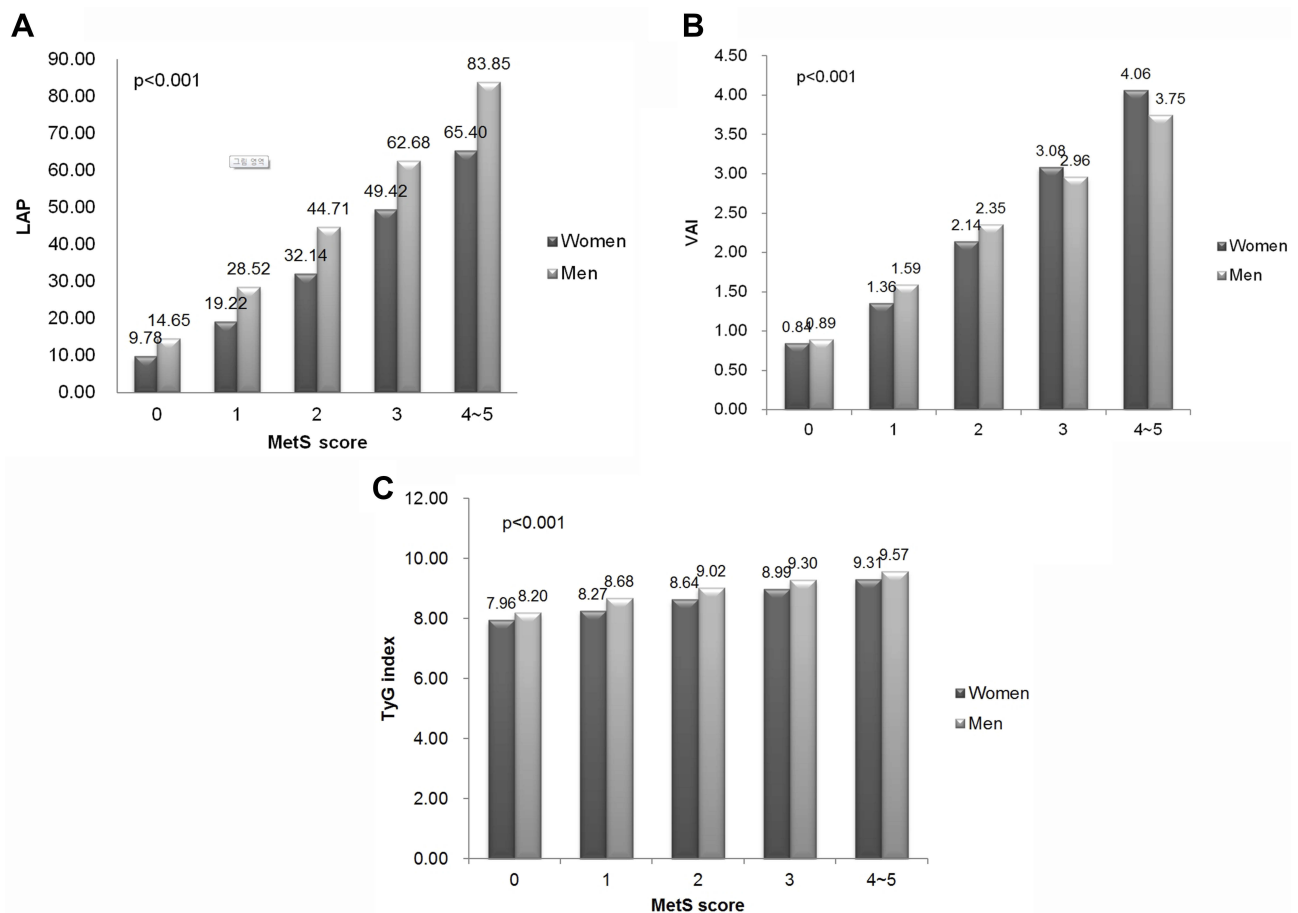 A
p<0.001
90.00
80.00
70.00
60.00
50.00
40.00
30.00
20.00
10.00
0.00
LAP
9.78
14.65
19.22
28.52
32.14
44.71
49.42
62.68
65.40
83.85
그림 영역
0 1 2 3 4~5
MetS score
Women
Men
B
p<0.001
4.50
4.00
3.50
3.00
2.50
2.00
1.50
1.00
0.50
0.00
VAI
0.84
0.89
1.36
1.59
2.14
2.35
3.08
2.96
4.06
3.75
0 1 2 3 4~5
Women
Men
C
p<0.001
12.00
10.00
8.00
6.00
4.00
2.00
0.00
TyG index
7.96
8.20
8.27
8.68
8.64
9.02
8.99
9.30
9.31
9.57
0 1 2 3 4~5
MetS score
Women
Men